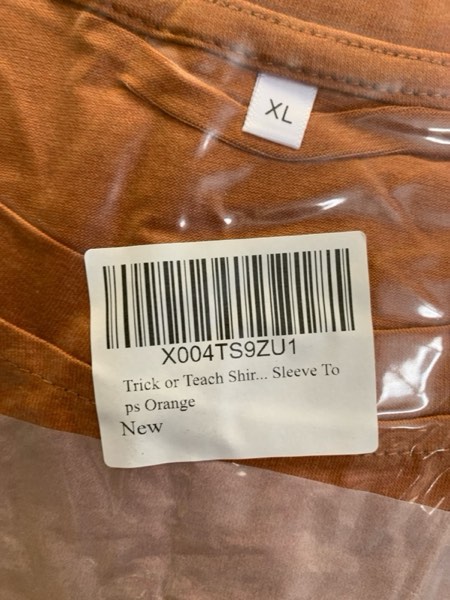 XL
X004TS9ZU1
Trick or Teach Shir... Sleeve To
ps Orange
New